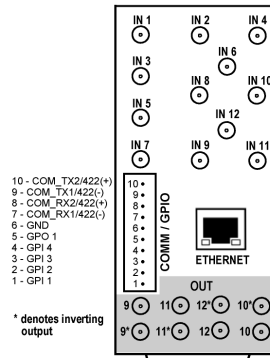 IN 1
IN 2
IN 4
IN 6
IN 3
IN 8
IN 10
IN 5
IN 12
IN 7
IN 9
IN 11
10 - COM_TX2/422(+)
9 - COM_TX1/422(-)
8 - COM_RX2/422(+)
7 - COM_RX1/422(-)
6 - GND
5 - GPO 1
4 - GPI 4
3 - GPI 3
2 - GPI 2
1 - GPI 1
10
9
8
7
6
5
4
3
2
1
COMM / GPIO
ETHERNET
OUT
9 11 12* 10*
9* 11* 12 10
* denotes inverting
output